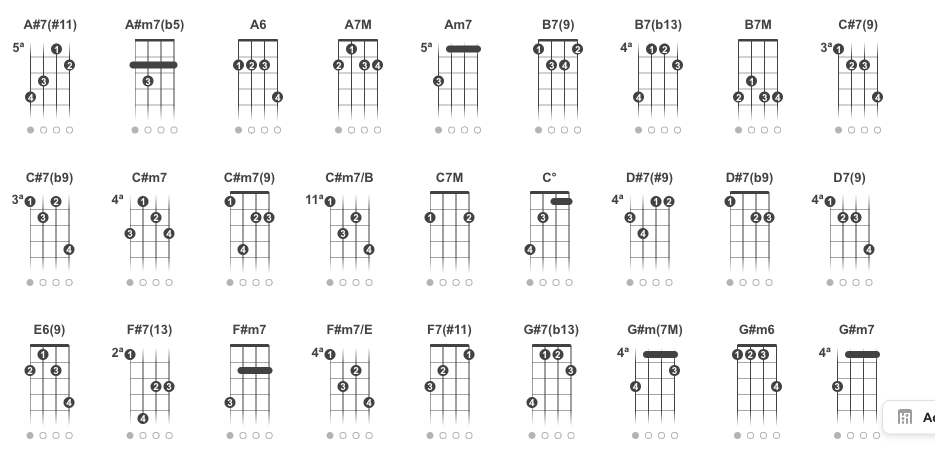 A#7(#11) A#m7(b5) A6 A7M Am7 B7(9) B7(b13) B7M C#7(9)
5ª 1 2 3 4
3
1 2 3 4
1 2 3 4
5ª 3
1 2 3 4
4ª 1 2 3 4
1 2 3 4
3ª 1 2 3 4
C#7(b9) C#m7 C#m7(9) C#m7/B C7M C° D#7(#9) D#7(b9) D7(9)
3ª 1 2 3 4
4ª 1 2 3 4
1 2 3 4
11ª 1 2 3 4
1 2
3 4
4ª 1 2 3 4
1 2 3
4ª 1 2 3 4
E6(9) F#7(13) F#m7 F#m7/E F7(#11) G#7(b13) G#m(7M) G#m6 G#m7
1 2 3 4
2ª 1 2 3 4
3
4ª 1 2 3 4
1 2 3
1 2 3 4
4ª 3 4
1 2 3 4
4ª 3